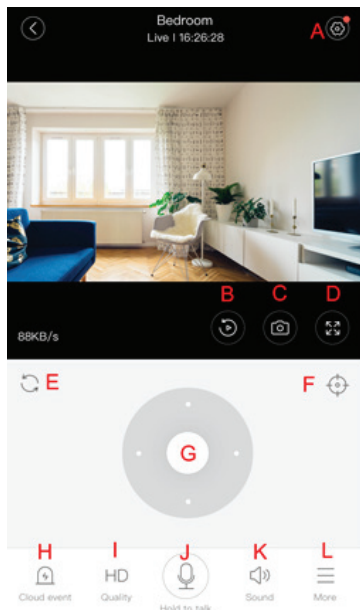 Bedroom
Live | 16:26:28
A
B
C
D
88KB/s
E
F
G
H
I
J
K
L
HD
Cloud event
Quality
Hold to talk
Sound
More